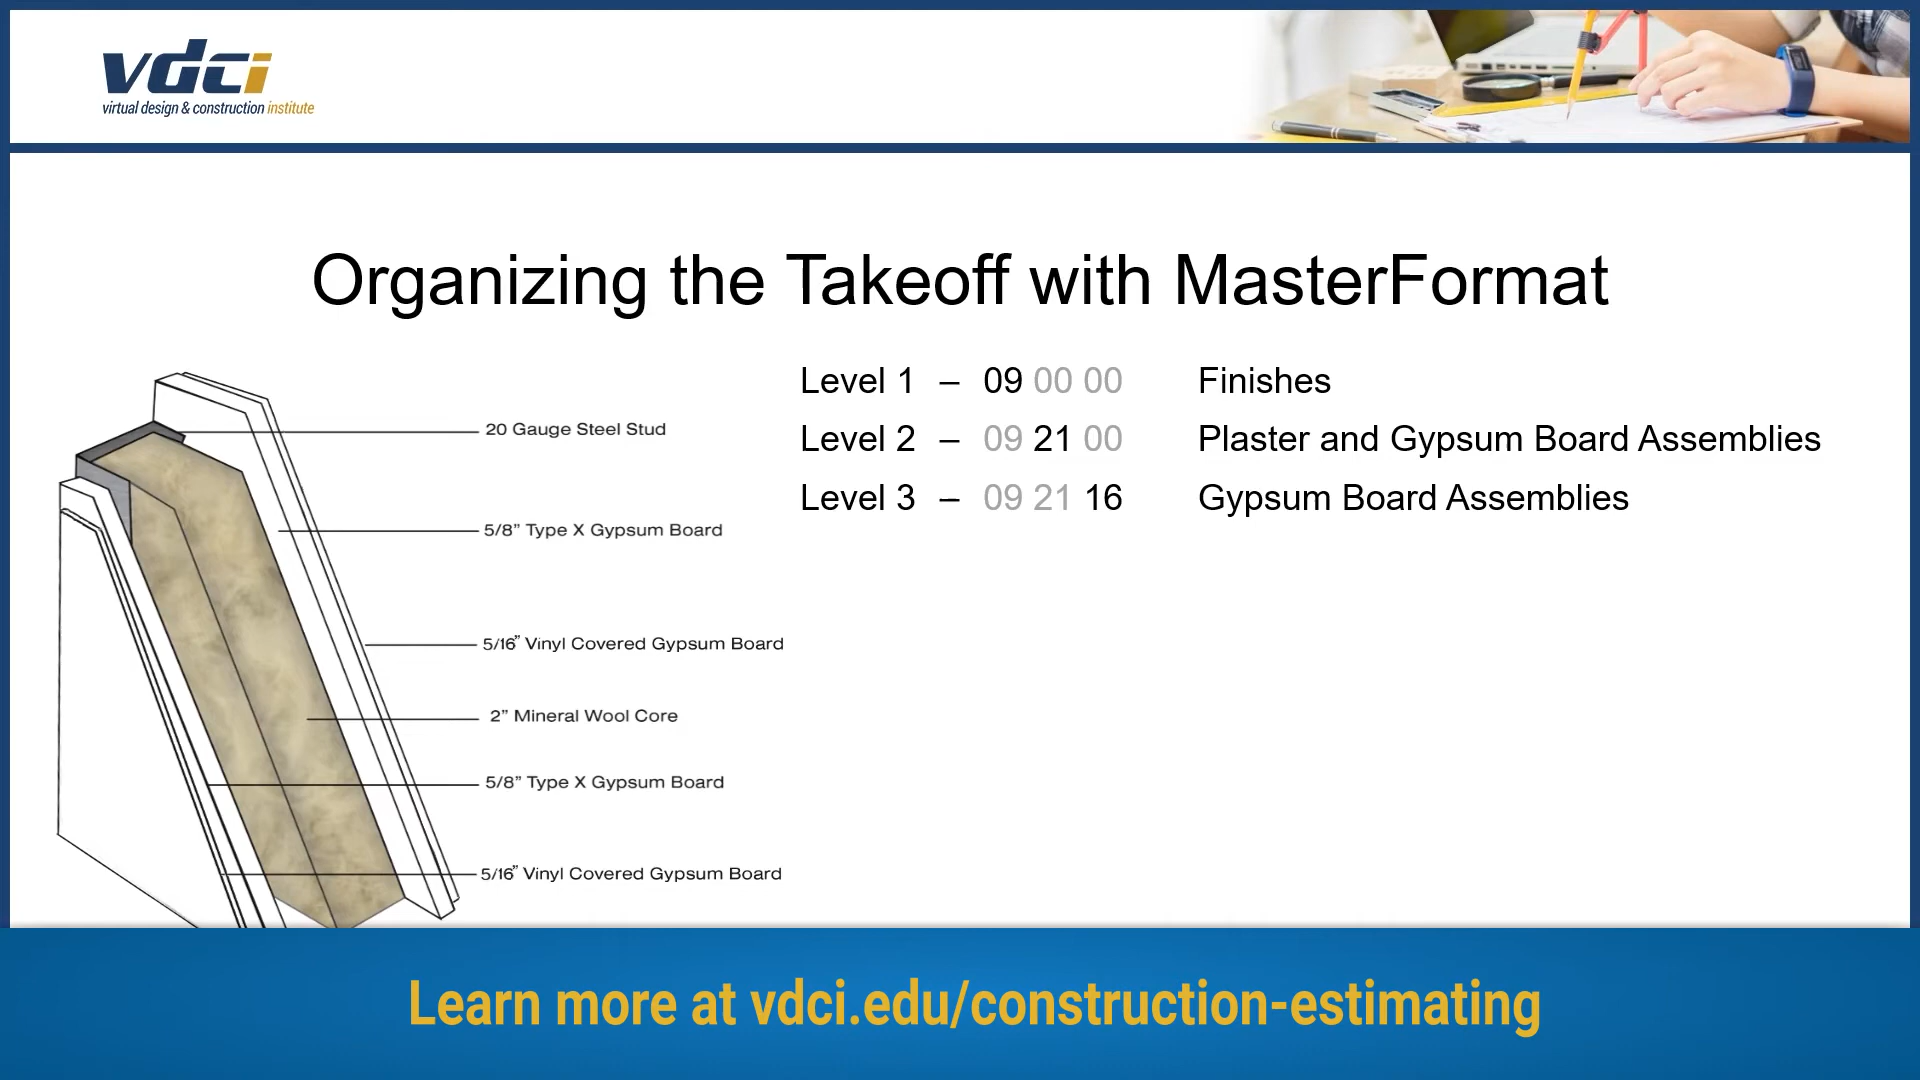 vdci
virtual design & construction institute
Organizing the Takeoff with MasterFormat
Level 1 – 09 00 00 Finishes
Level 2 – 09 21 00 Plaster and Gypsum Board Assemblies
Level 3 – 09 21 16 Gypsum Board Assemblies
20 Gauge Steel Stud
5/8” Type X Gypsum Board
5/16” Vinyl Covered Gypsum Board
2” Mineral Wool Core
5/8” Type X Gypsum Board
5/16” Vinyl Covered Gypsum Board
Learn more at vdci.edu/construction-estimating